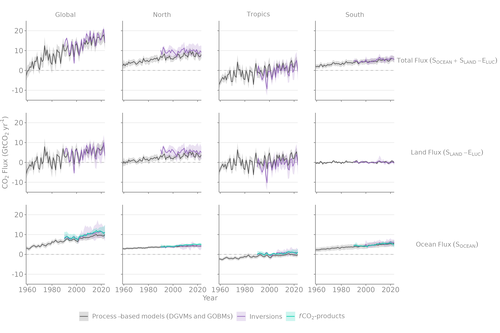 Global North Tropics South
20
10
0
-10
Total Flux (SOCEAN + SLAND −ELUC)
20
10
0
-10
Land Flux (SLAND −ELUC)
CO2 Flux (GtCO2 yr-1)
20
10
0
-10
Ocean Flux (SOCEAN)
1960 1980 2000 2020 1960 1980 2000 2020 1960 1980 2000 2020 1960 1980 2000 2020
Year
Process -based models (DGVMs and GOBMs) Inversions fCO2-products